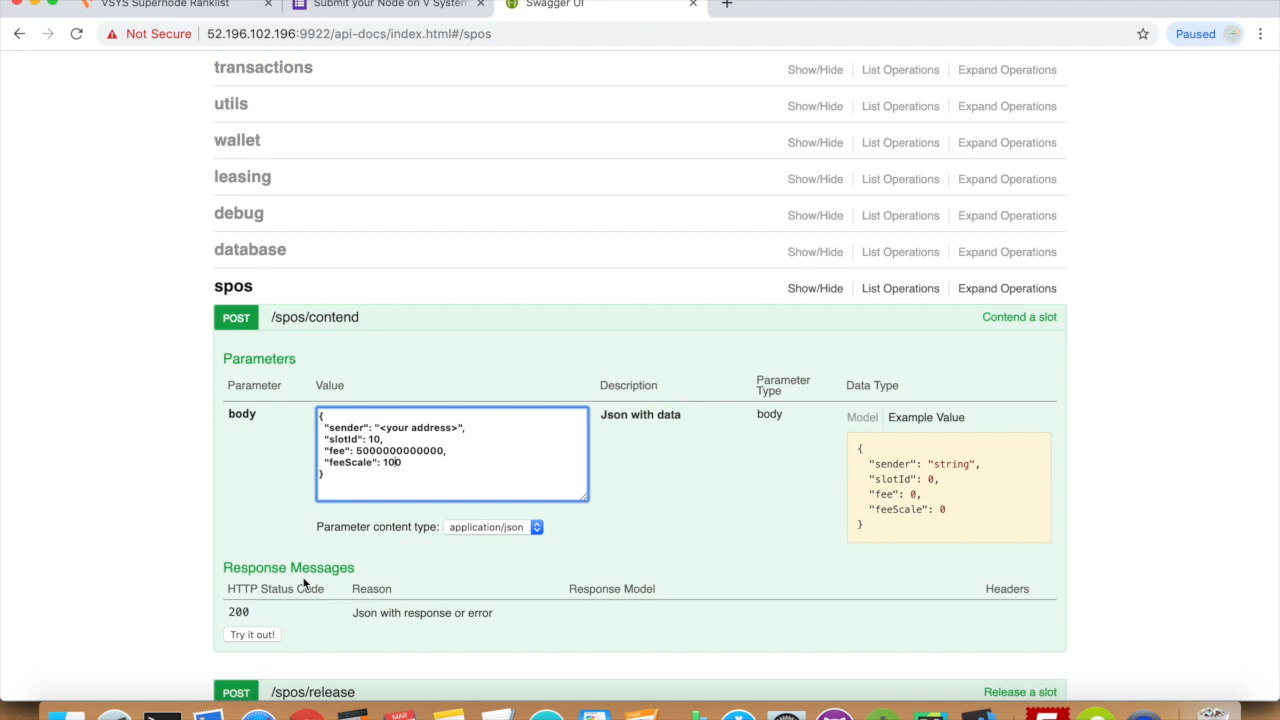 VSYS Supernode Ranklist
Submit your Node on V System
Swagger UI
Not Secure 52.196.102.196:9922/api-docs/index.html#/spos Paused
transactions Show/Hide List Operations Expand Operations
utils Show/Hide List Operations Expand Operations
wallet Show/Hide List Operations Expand Operations
leasing Show/Hide List Operations Expand Operations
debug Show/Hide List Operations Expand Operations
database Show/Hide List Operations Expand Operations
spos Show/Hide List Operations Expand Operations
POST /spos/contend Contend a slot
Parameters
Parameter Value Description Parameter Type Data Type
body
{
"sender": "<your address>",
"slotId": 10,
"fee": 5000000000000,
"feeScale": 100
}
Json with data body Model Example Value
{
"sender": "string",
"slotId": 0,
"fee": 0,
"feeScale": 0
}
Parameter content type: application/json
Response Messages
HTTP Status Code Reason Response Model Headers
200 Json with response or error
Try it out!
POST /spos/release Release a slot
MAR